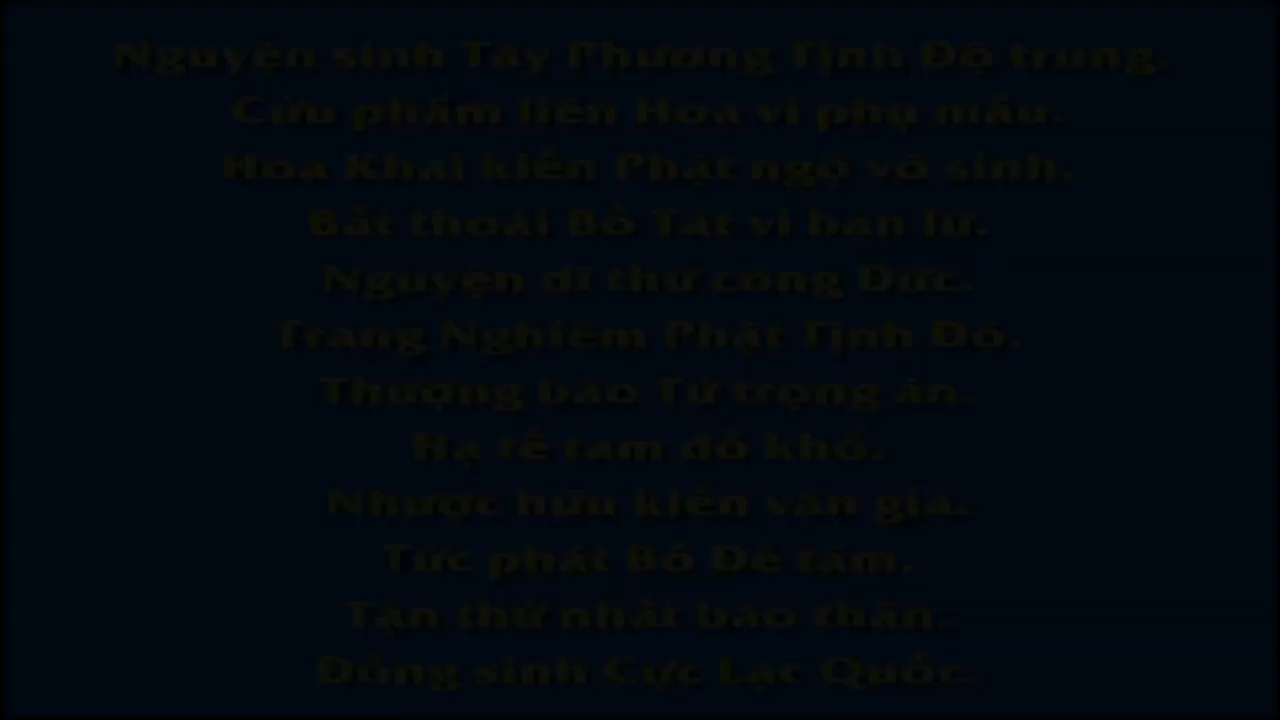 Nguyện sinh Tây Phương Tịnh Độ trung.
Cửu phẩm liên Hoa vi phụ mẫu.
Hoa Khai kiến Phật ngộ vô sinh.
Bất thoái Bồ Tát vi bạn lữ.
Nguyện dĩ thử công Đức.
Trang Nghiêm Phật Tịnh Độ.
Thượng báo Tứ trọng ân.
Hạ tế tam đồ khổ.
Nhược hữu kiến văn giả.
Tức phát Bồ Đề tâm.
Tận thử nhất báo thân.
Đồng sinh Cực Lạc Quốc.